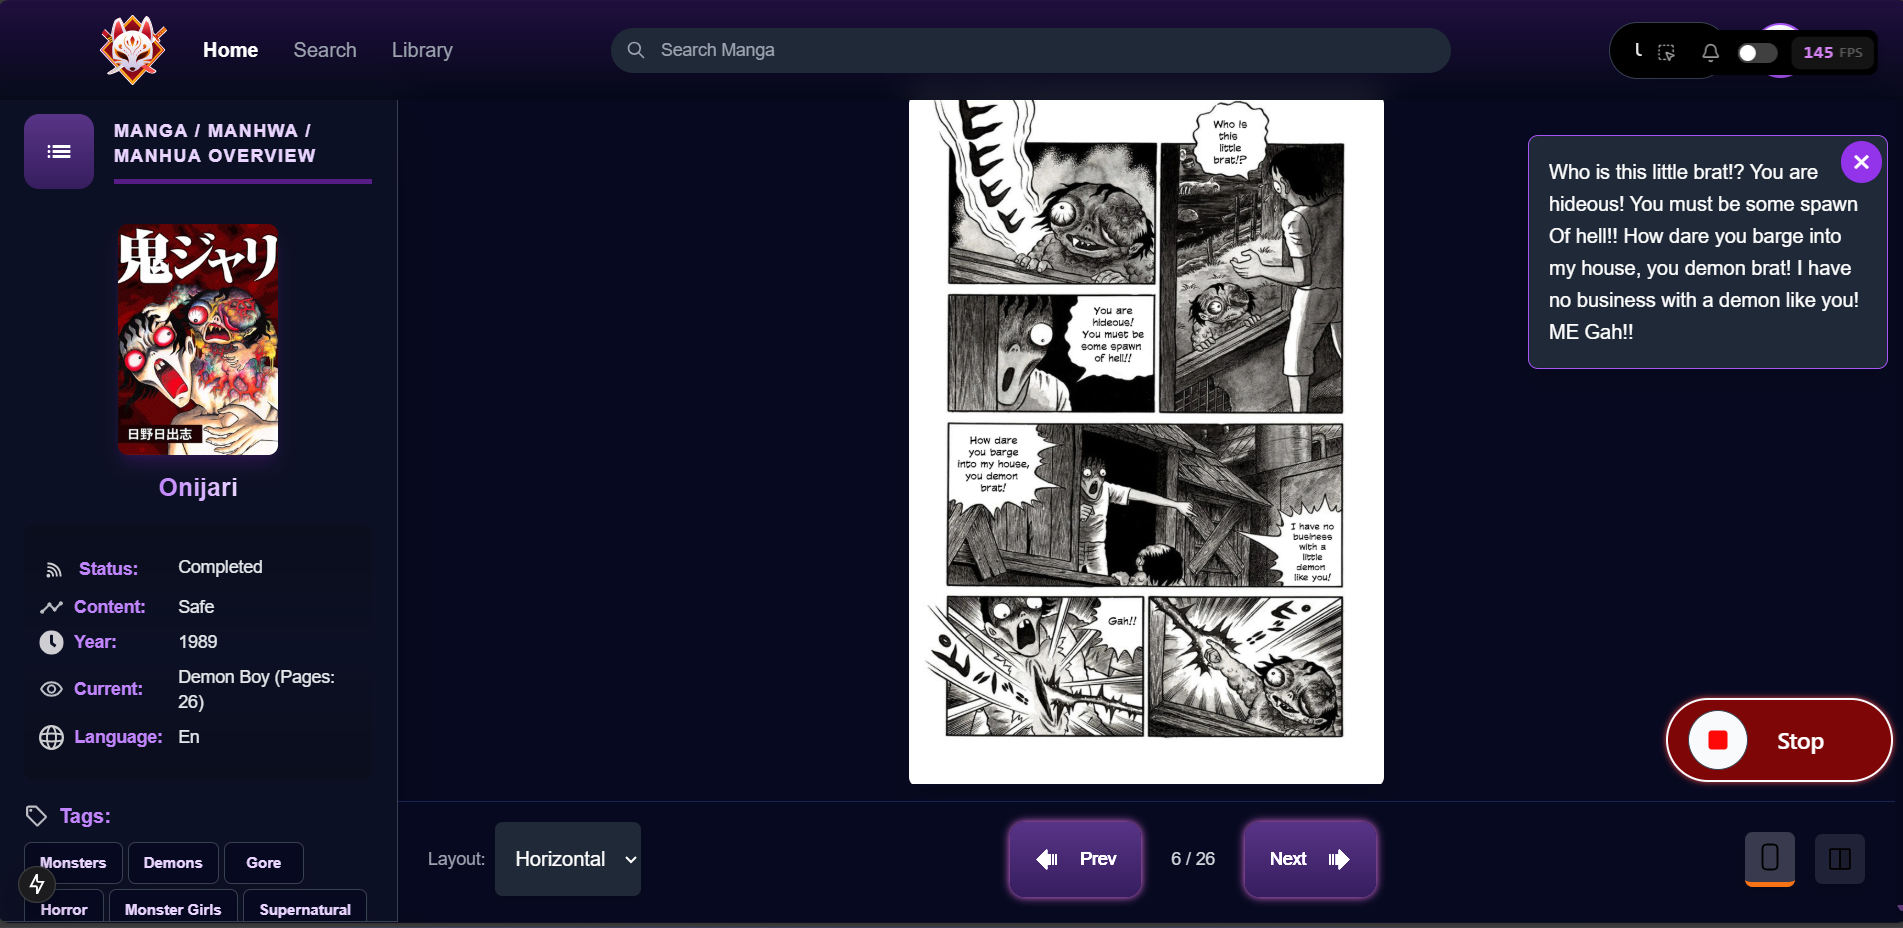 Home
Search
Library
Search Manga
145 FPS
MANGA / MANHWA /
MANHUA OVERVIEW
鬼ジャリ
日野日出志
Onijari
Status: Completed
Content: Safe
Year: 1989
Current: Demon Boy (Pages:
26)
Language: En
Tags:
Monsters
Demons
Gore
Horror
Monster Girls
Supernatural
Who is
this
little
brat!?
You are
hideous!
You must be
some spawn
of hell!!
How dare
you barge
into my house,
you demon
brat!
I have no
business
with a
little
demon
like you!
Gah!!
Who is this little brat!? You are
hideous! You must be some spawn
Of hell!! How dare you barge into
my house, you demon brat! I have
no business with a demon like you!
ME Gah!!
Stop
Layout:
Horizontal
Prev
6 / 26
Next